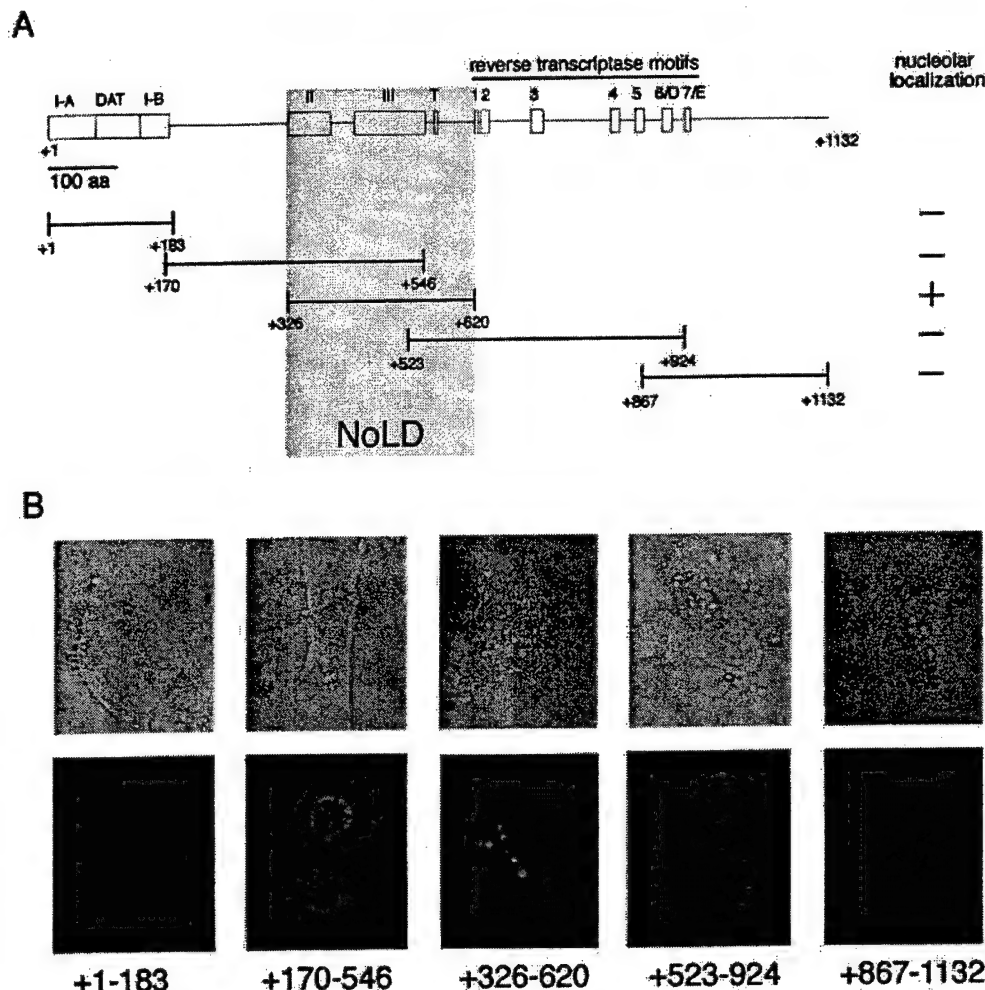 A
reverse transcriptase motifs
nucleolar
localization
I-A DAT I-B II III T 1 2 3 4 5 6/D 7/E
+1
+1132
100 aa
+1 +183 −
+170 +546 −
+326 +620 +
+523 +924 −
+867 +1132 −
NoLD
B
+1-183 +170-546 +326-620 +523-924 +867-1132